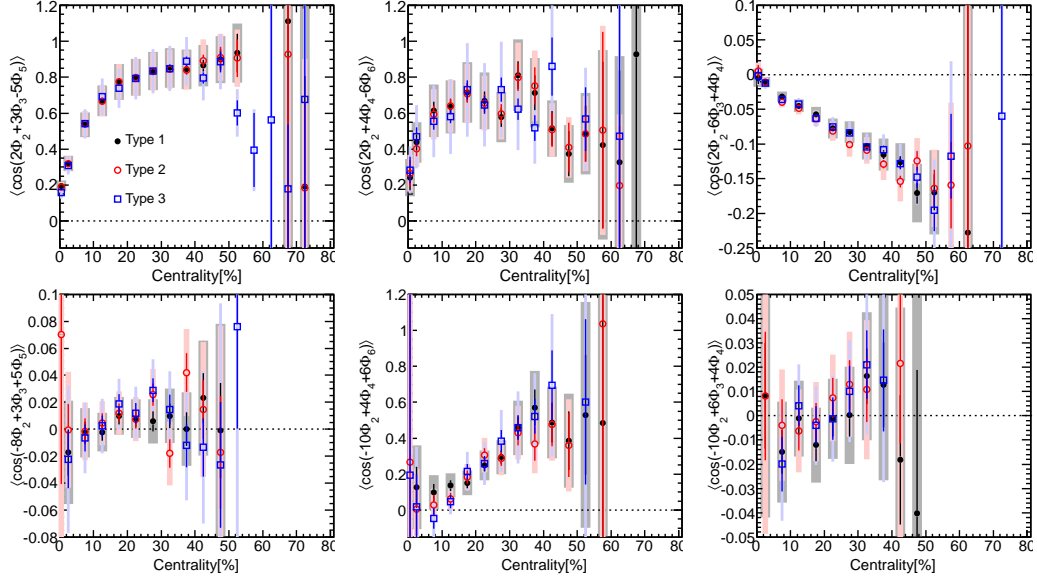 ⟨cos(2Φ₂+3Φ₃-5Φ₅)⟩
1.2
1
0.8
0.6
0.4
0.2
0
Type 1
Type 2
Type 3
0 10 20 30 40 50 60 70 80
Centrality[%]
⟨cos(2Φ₂+4Φ₄-6Φ₆)⟩
1.2
1
0.8
0.6
0.4
0.2
0
0 10 20 30 40 50 60 70 80
Centrality[%]
⟨cos(2Φ₂-6Φ₃+4Φ₄)⟩
0.1
0.05
0
-0.05
-0.1
-0.15
-0.2
-0.25
0 10 20 30 40 50 60 70 80
Centrality[%]
⟨cos(-8Φ₂+3Φ₃+5Φ₅)⟩
0.1
0.08
0.06
0.04
0.02
0
-0.02
-0.04
-0.06
-0.08
0 10 20 30 40 50 60 70 80
Centrality[%]
⟨cos(-10Φ₂+4Φ₄+6Φ₆)⟩
1.2
1
0.8
0.6
0.4
0.2
0
0 10 20 30 40 50 60 70 80
Centrality[%]
⟨cos(-10Φ₂+6Φ₃+4Φ₄)⟩
0.05
0.04
0.03
0.02
0.01
0
-0.01
-0.02
-0.03
-0.04
-0.05
0 10 20 30 40 50 60 70 80
Centrality[%]